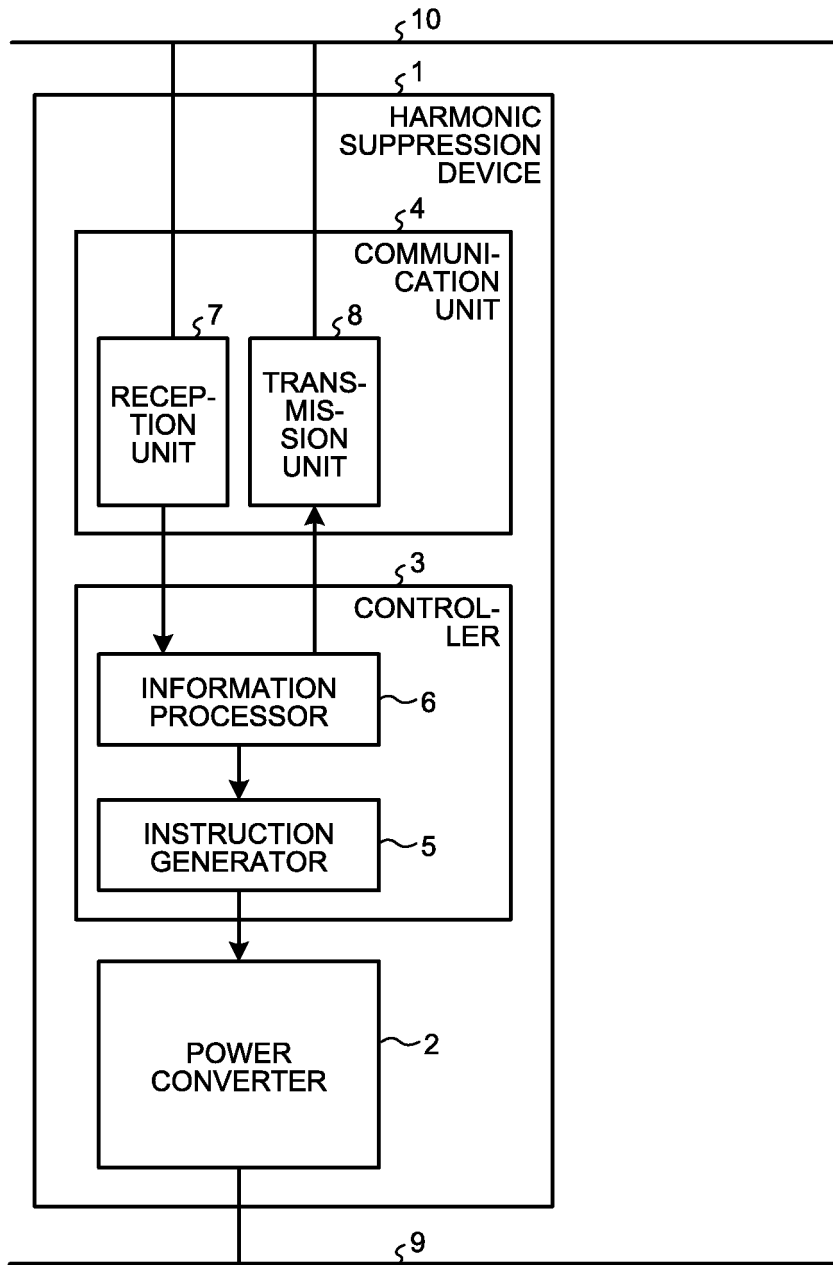 10
1
HARMONIC
SUPPRESSION
DEVICE
4
COMMUNI-
CATION
UNIT
7
8
RECEP-
TION
UNIT
TRANS-
MIS-
SION
UNIT
3
CONTROL-
LER
INFORMATION
PROCESSOR
6
INSTRUCTION
GENERATOR
5
POWER
CONVERTER
2
9